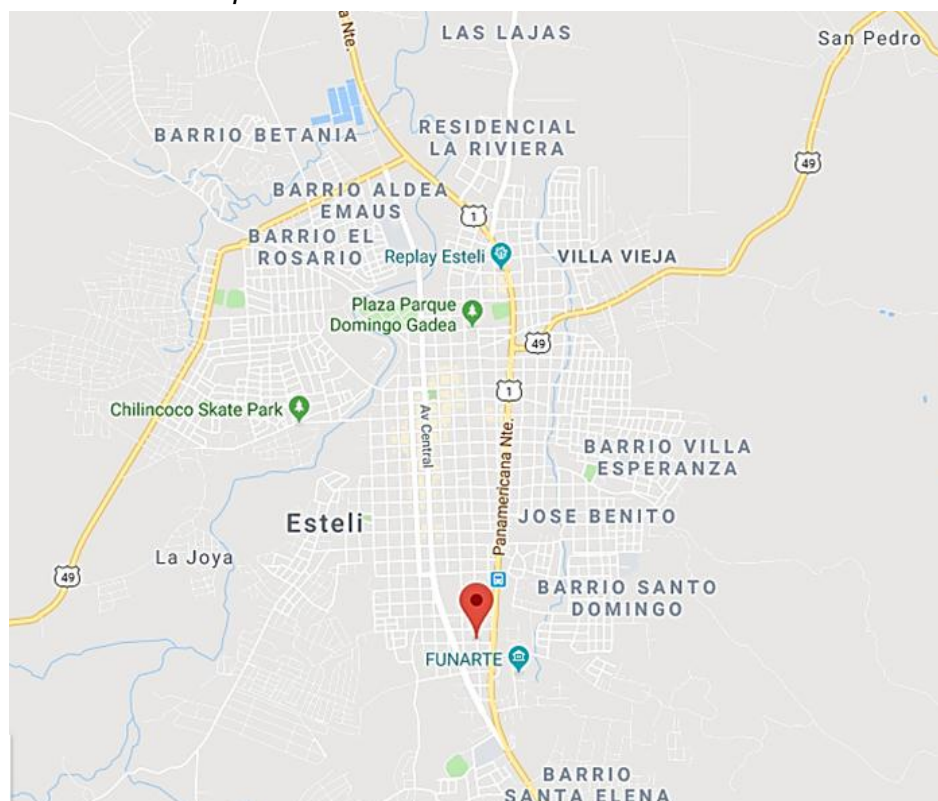 a Nte.
LAS LAJAS
San Pedro
BARRIO BETANIA
RESIDENCIAL
LA RIVIERA
49
BARRIO ALDEA
EMAUS
1
BARRIO EL
ROSARIO
Replay Esteli
VILLA VIEJA
Plaza Parque
Domingo Gadea
49
1
Chilincoco Skate Park
Av Central
Panamericana Nte.
BARRIO VILLA
ESPERANZA
Esteli
JOSE BENITO
La Joya
49
BARRIO SANTO
DOMINGO
FUNARTE
BARRIO
SANTA ELENA